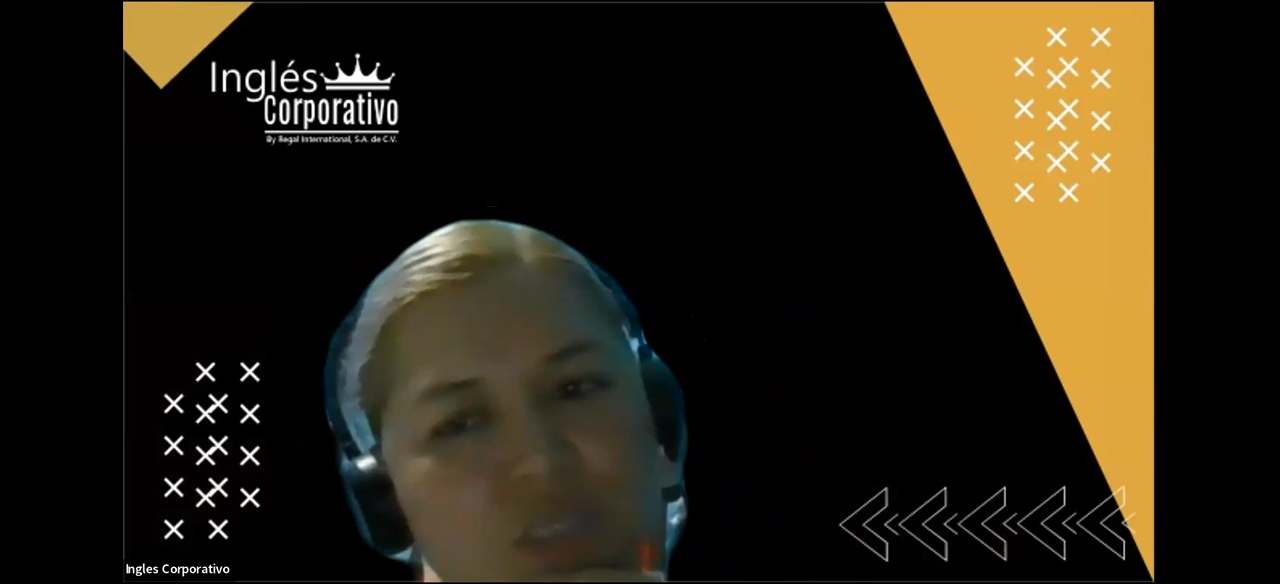 Inglés
Corporativo
By Regal International, S.A. de C.V.
Ingles Corporativo